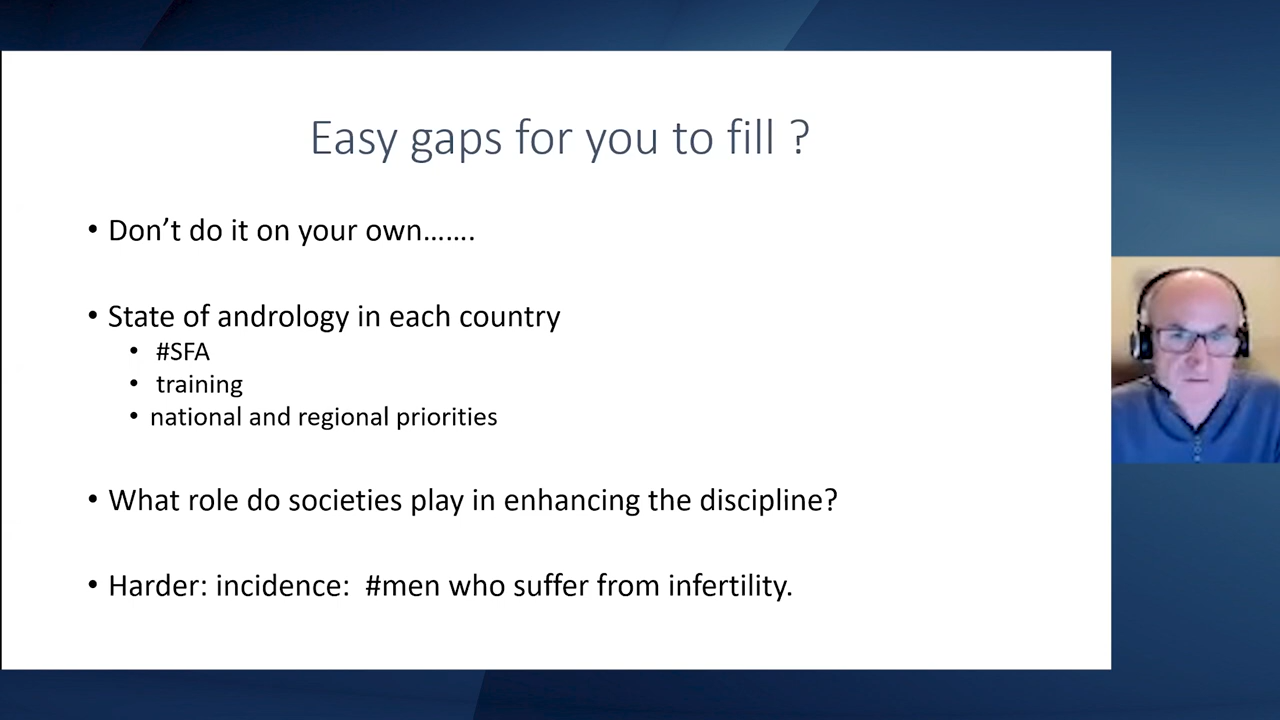 Easy gaps for you to fill ?
• Don’t do it on your own…….
• State of andrology in each country
• #SFA
• training
• national and regional priorities
• What role do societies play in enhancing the discipline?
• Harder: incidence: #men who suffer from infertility.